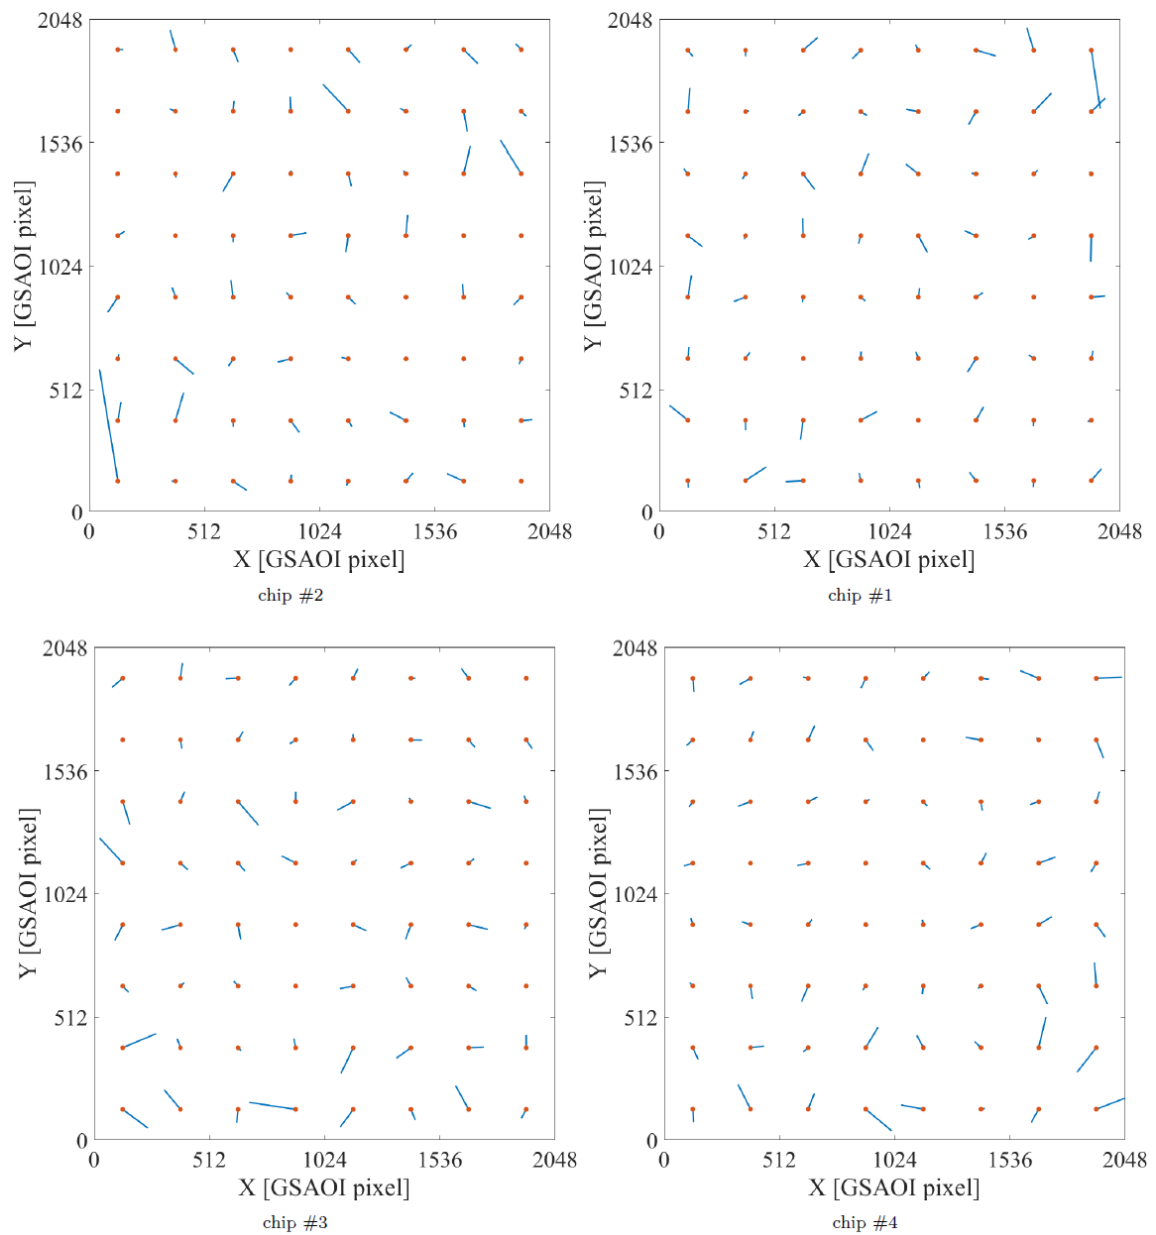 2048
1536
1024
512
0
Y [GSAOI pixel]
0 512 1024 1536 2048
X [GSAOI pixel]
chip #2
2048
1536
1024
512
0
Y [GSAOI pixel]
0 512 1024 1536 2048
X [GSAOI pixel]
chip #1
2048
1536
1024
512
0
Y [GSAOI pixel]
0 512 1024 1536 2048
X [GSAOI pixel]
chip #3
2048
1536
1024
512
0
Y [GSAOI pixel]
0 512 1024 1536 2048
X [GSAOI pixel]
chip #4